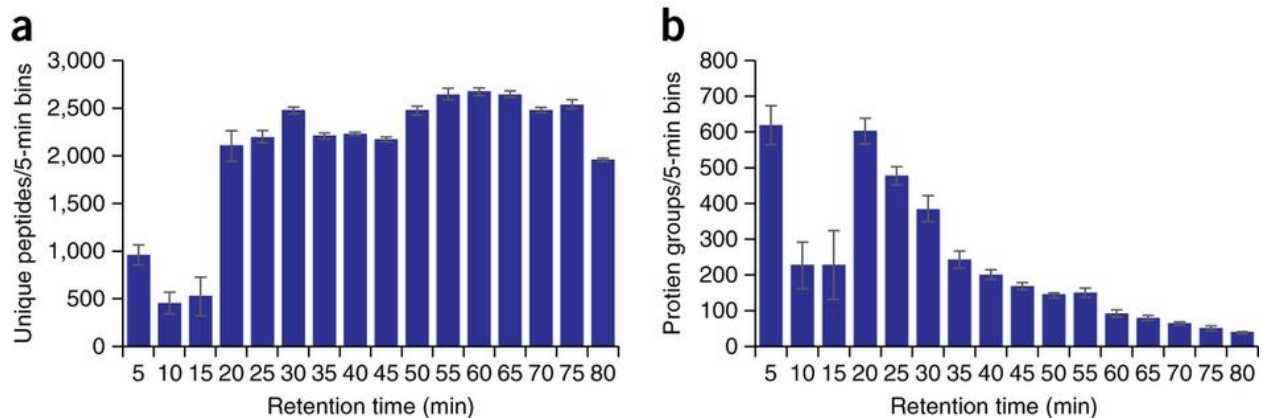 a
Unique peptides/5-min bins
3,000
2,500
2,000
1,500
1,000
500
0
5 10 15 20 25 30 35 40 45 50 55 60 65 70 75 80
Retention time (min)
b
Protien groups/5-min bins
800
700
600
500
400
300
200
100
0
5 10 15 20 25 30 35 40 45 50 55 60 65 70 75 80
Retention time (min)